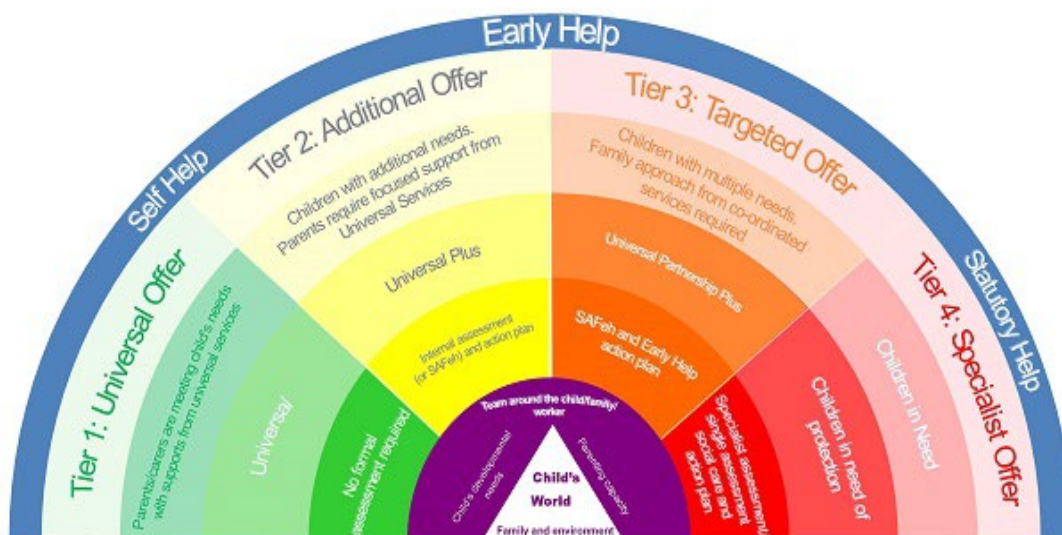 Self Help
Early Help
Statutory Help
Tier 1: Universal Offer
Parents/carers are meeting child's needs
with supports from universal services
Universal
No formal
assessment required
Tier 2: Additional Offer
Children with additional needs.
Parents require focused support from
Universal Services
Universal Plus
Internal assessment
(or SAFeh) and action plan
Tier 3: Targeted Offer
Children with multiple needs.
Family approach from co-ordinated
services required
Universal Partnership Plus
SAFeh and Early Help
action plan
Tier 4: Specialist Offer
Children in Need
Children in need of
protection
Specialist assessment/
single assessment
social care and
action plan
Team around the child/family/
worker
Child's developmental
needs
Parenting capacity
Child's
World
Family and environment